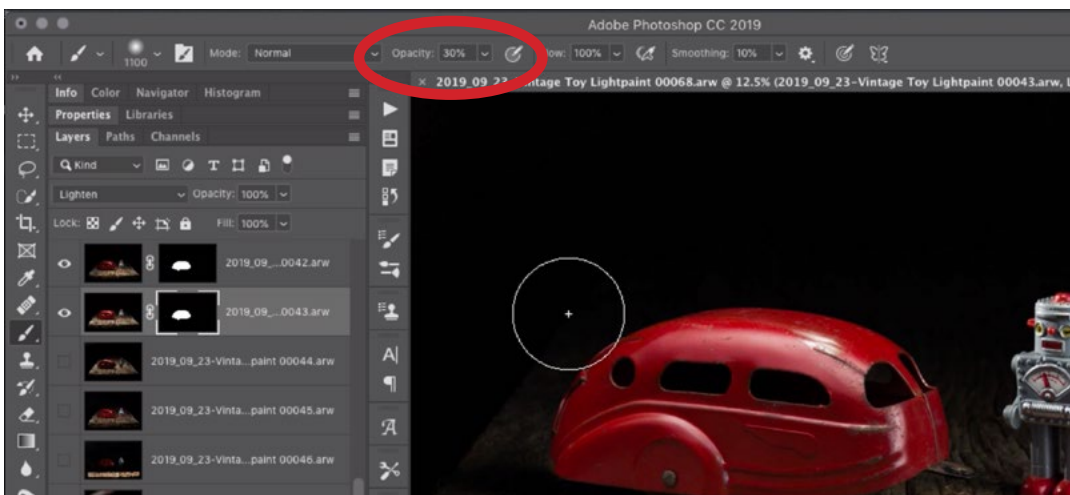 Adobe Photoshop CC 2019
1100 Mode: Normal Opacity: 30% low: 100% Smoothing: 10%
× 2019_09_23- intage Toy Lightpaint 00068.arw @ 12.5% (2019_09_23-Vintage Toy Lightpaint 00043.arw, l
Info Color Navigator Histogram
Properties Libraries
Layers Paths Channels
Kind
Lighten Opacity: 100%
Lock: Fill: 100%
2019_09_...0042.arw
2019_09_...0043.arw
2019_09_23-Vinta...paint 00044.arw
2019_09_23-Vinta...paint 00045.arw
2019_09_23-Vinta...paint 00046.arw